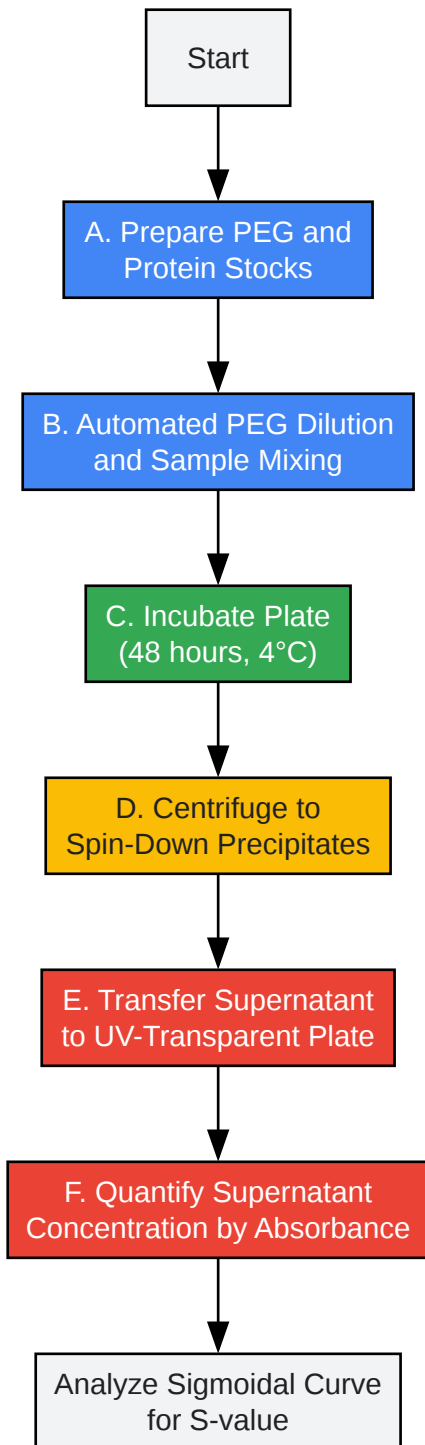 Start
A. Prepare PEG and
Protein Stocks
B. Automated PEG Dilution
and Sample Mixing
C. Incubate Plate
(48 hours, 4°C)
D. Centrifuge to
Spin-Down Precipitates
E. Transfer Supernatant
to UV-Transparent Plate
F. Quantify Supernatant
Concentration by Absorbance
Analyze Sigmoidal Curve
for S-value